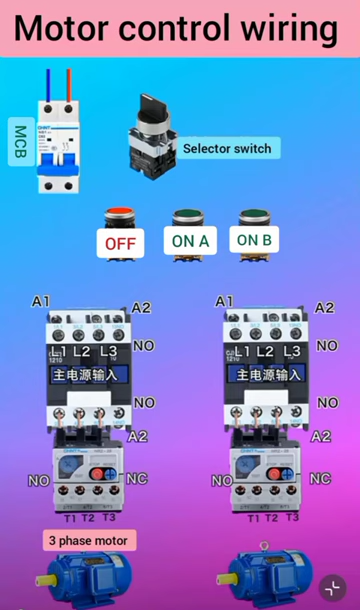 Motor control wiring
MCB
CHNT
Selector switch
OFF
ON A
ON B
A1
A2
A1
A2
L1 L2 L3
NO
L1 L2 L3
NO
主电源输入
主电源输入
NO
NO
A2
A2
NO
NC
NO
NC
T1 T2 T3
T1 T2 T3
3 phase motor